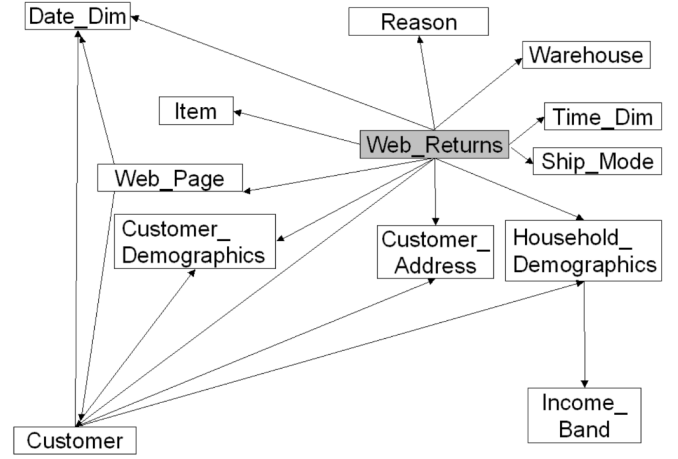 Date_Dim
Reason
Warehouse
Item
Time_Dim
Web_Returns
Ship_Mode
Web_Page
Customer_
Demographics
Customer_
Address
Household_
Demographics
Income_
Band
Customer